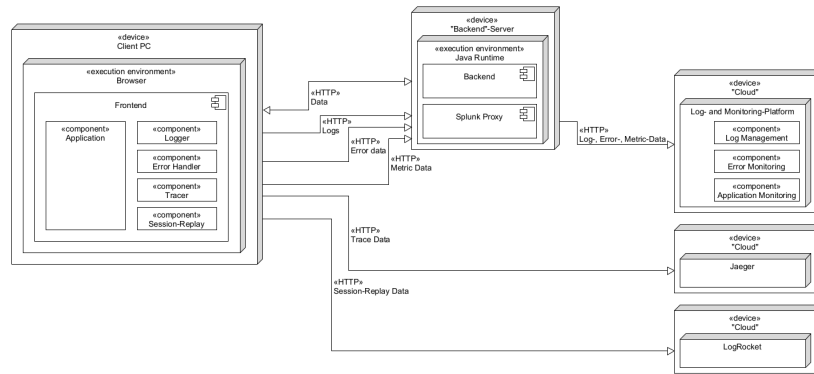 «device»
Client PC
«execution environment»
Browser
Frontend
«component»
Application
«component»
Logger
«component»
Error Handler
«component»
Tracer
«component»
Session-Replay
«HTTP»
Data
«HTTP»
Logs
«HTTP»
Error data
«HTTP»
Metric Data
«HTTP»
Trace Data
«HTTP»
Session-Replay Data
«device»
"Backend"-Server
«execution environment»
Java Runtime
Backend
Splunk Proxy
«HTTP»
Log-, Error-, Metric-Data
«device»
"Cloud"
Log- and Monitoring-Platform
«component»
Log Management
«component»
Error Monitoring
«component»
Application Monitoring
«device»
"Cloud"
Jaeger
«device»
"Cloud"
LogRocket